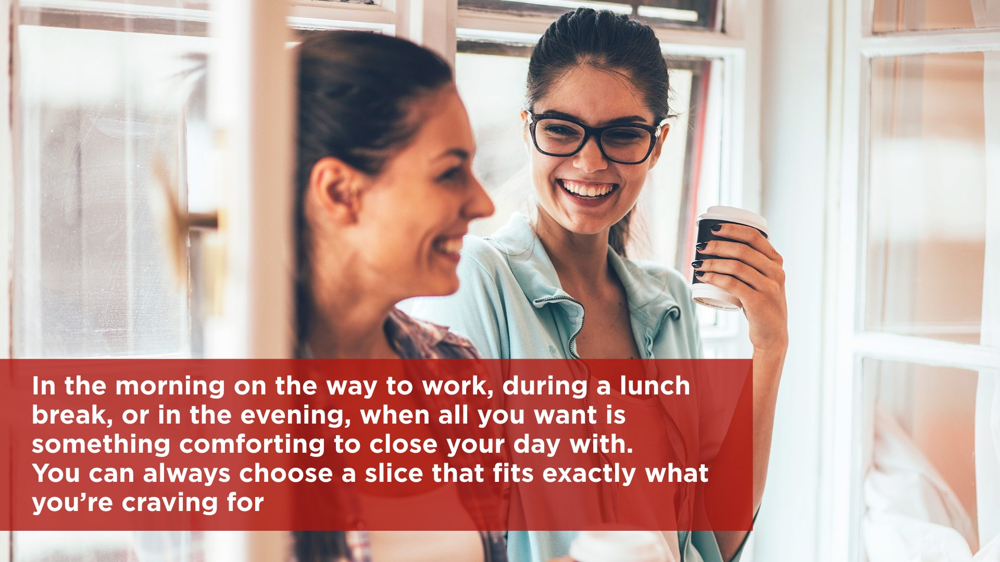 In the morning on the way to work, during a lunch
break, or in the evening, when all you want is
something comforting to close your day with.
You can always choose a slice that fits exactly what
you’re craving for